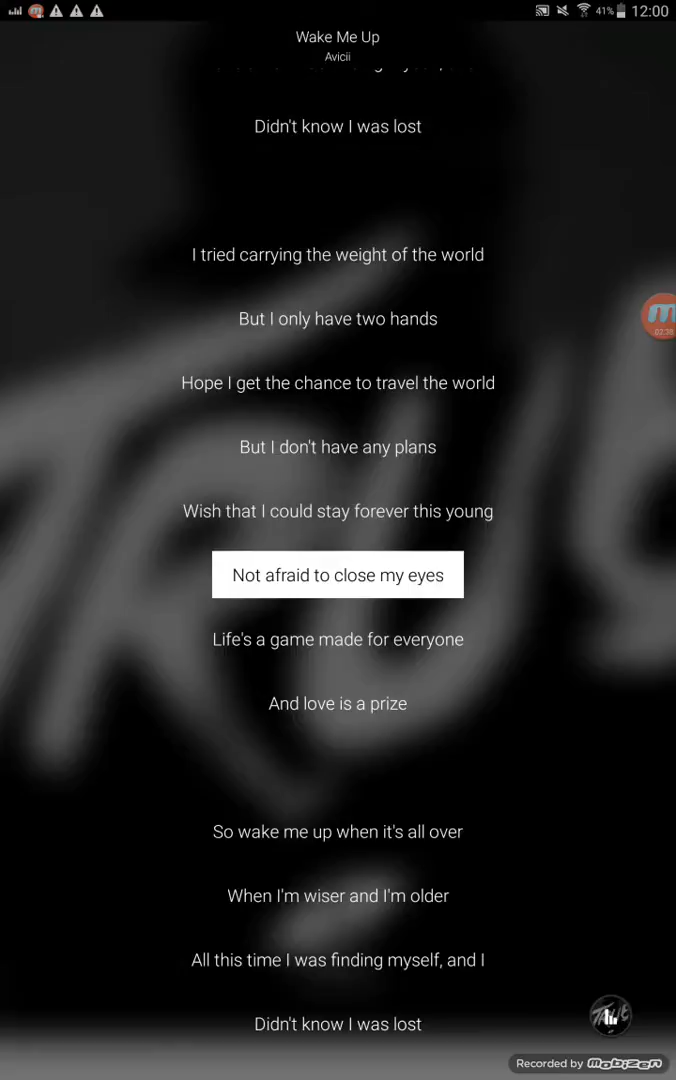 41% 12:00
Wake Me Up
Avicii
Didn't know I was lost
I tried carrying the weight of the world
But I only have two hands
Hope I get the chance to travel the world
But I don't have any plans
Wish that I could stay forever this young
Not afraid to close my eyes
Life's a game made for everyone
And love is a prize
So wake me up when it's all over
When I'm wiser and I'm older
All this time I was finding myself, and I
Didn't know I was lost
02:38
TRUE
Recorded by mobizen